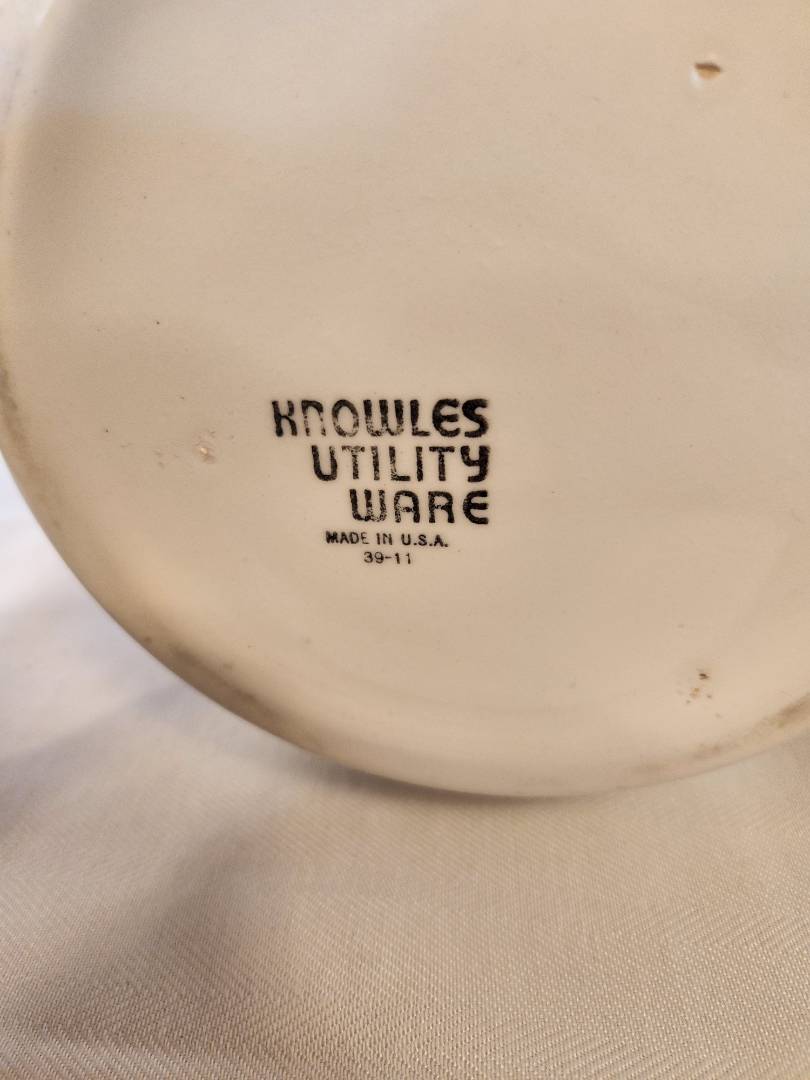 KNOWLES
UTILITY
WARE
MADE IN U.S.A.
39-11